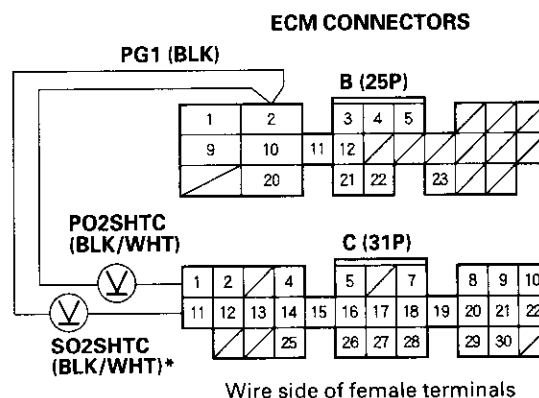 ECM CONNECTORS
PG1 (BLK)
B (25P)
1 2 3 4 5
9 10 11 12
20 21 22 23
PO2SHTC
(BLK/WHT)
C (31P)
1 2 4 5 7 8 9 10
11 12 13 14 15 16 17 18 19 20 21 22
25 26 27 28 29 30
SO2SHTC
(BLK/WHT)*
Wire side of female terminals